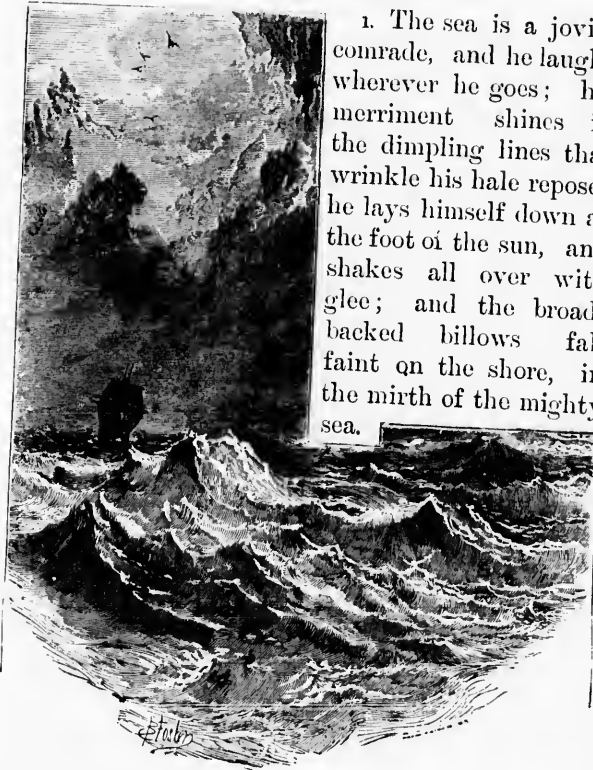 1. The sea is a jovi
comrade, and he laugh
wherever he goes; h
merriment shines i
the dimpling lines tha
wrinkle his hale repose
he lays himself down a
the foot of the sun, an
shakes all over wit
glee; and the broad
backed billows fal
faint on the shore, in
the mirth of the mighty
sea.